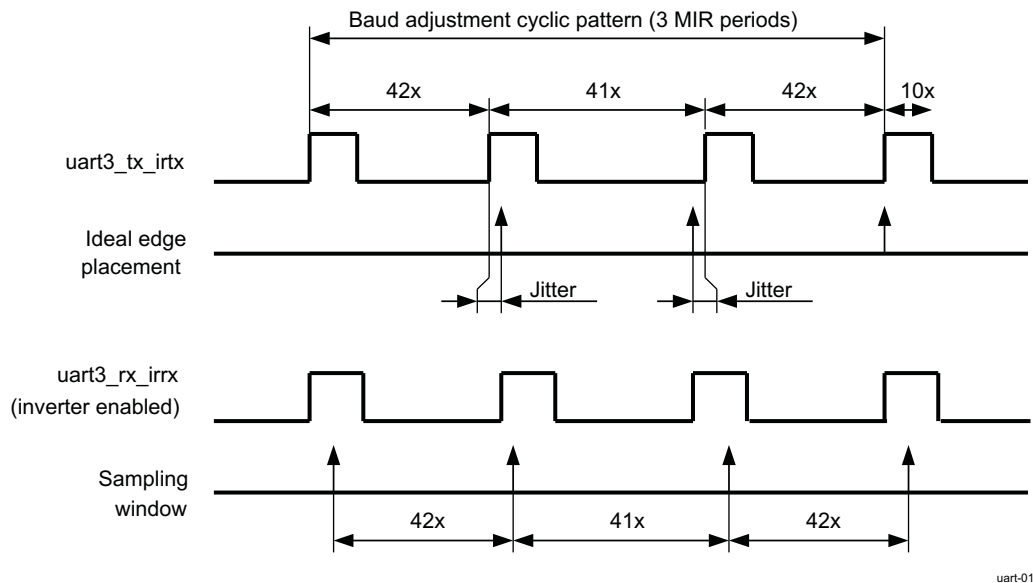 Baud adjustment cyclic pattern (3 MIR periods)
42x 41x 42x 10x
uart3_tx_irtx
Ideal edge
placement
Jitter Jitter
uart3_rx_irrx
(inverter enabled)
Sampling
window
42x 41x 42x
uart-01